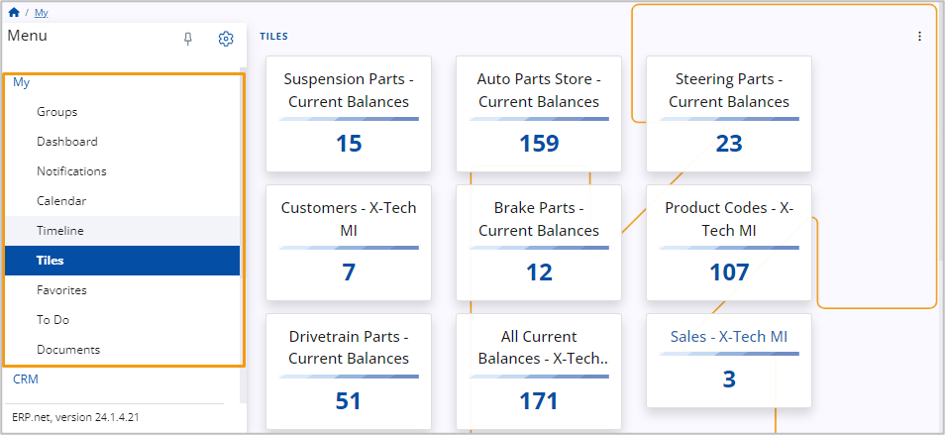 / My
Menu
My
Groups
Dashboard
Notifications
Calendar
Timeline
Tiles
Favorites
To Do
Documents
CRM
ERP.net, version 24.1.4.21
TILES
Suspension Parts -
Current Balances
15
Auto Parts Store -
Current Balances
159
Steering Parts -
Current Balances
23
Customers - X-Tech
MI
7
Brake Parts -
Current Balances
12
Product Codes - X-
Tech MI
107
Drivetrain Parts -
Current Balances
51
All Current
Balances - X-Tech..
171
Sales - X-Tech MI
3